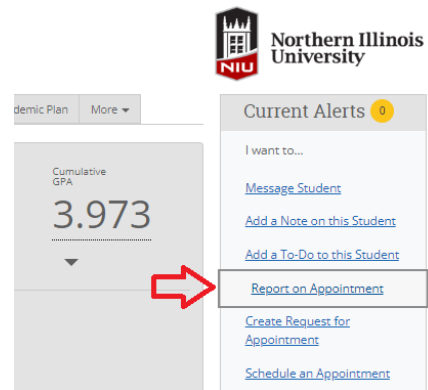 NIU
Northern Illinois
University
demic Plan
More
Current Alerts 0
I want to...
Cumulative
GPA
3.973
Message Student
Add a Note on this Student
Add a To-Do to this Student
Report on Appointment
Create Request for
Appointment
Schedule an Appointment